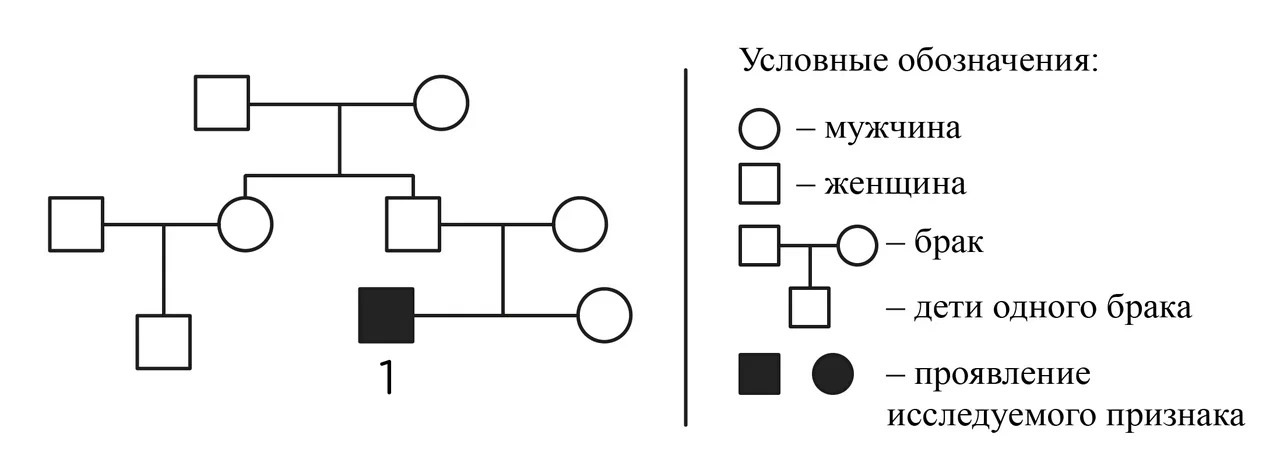 Условные обозначения:
– мужчина
– женщина
– брак
– дети одного брака
– проявление
исследуемого признака
1